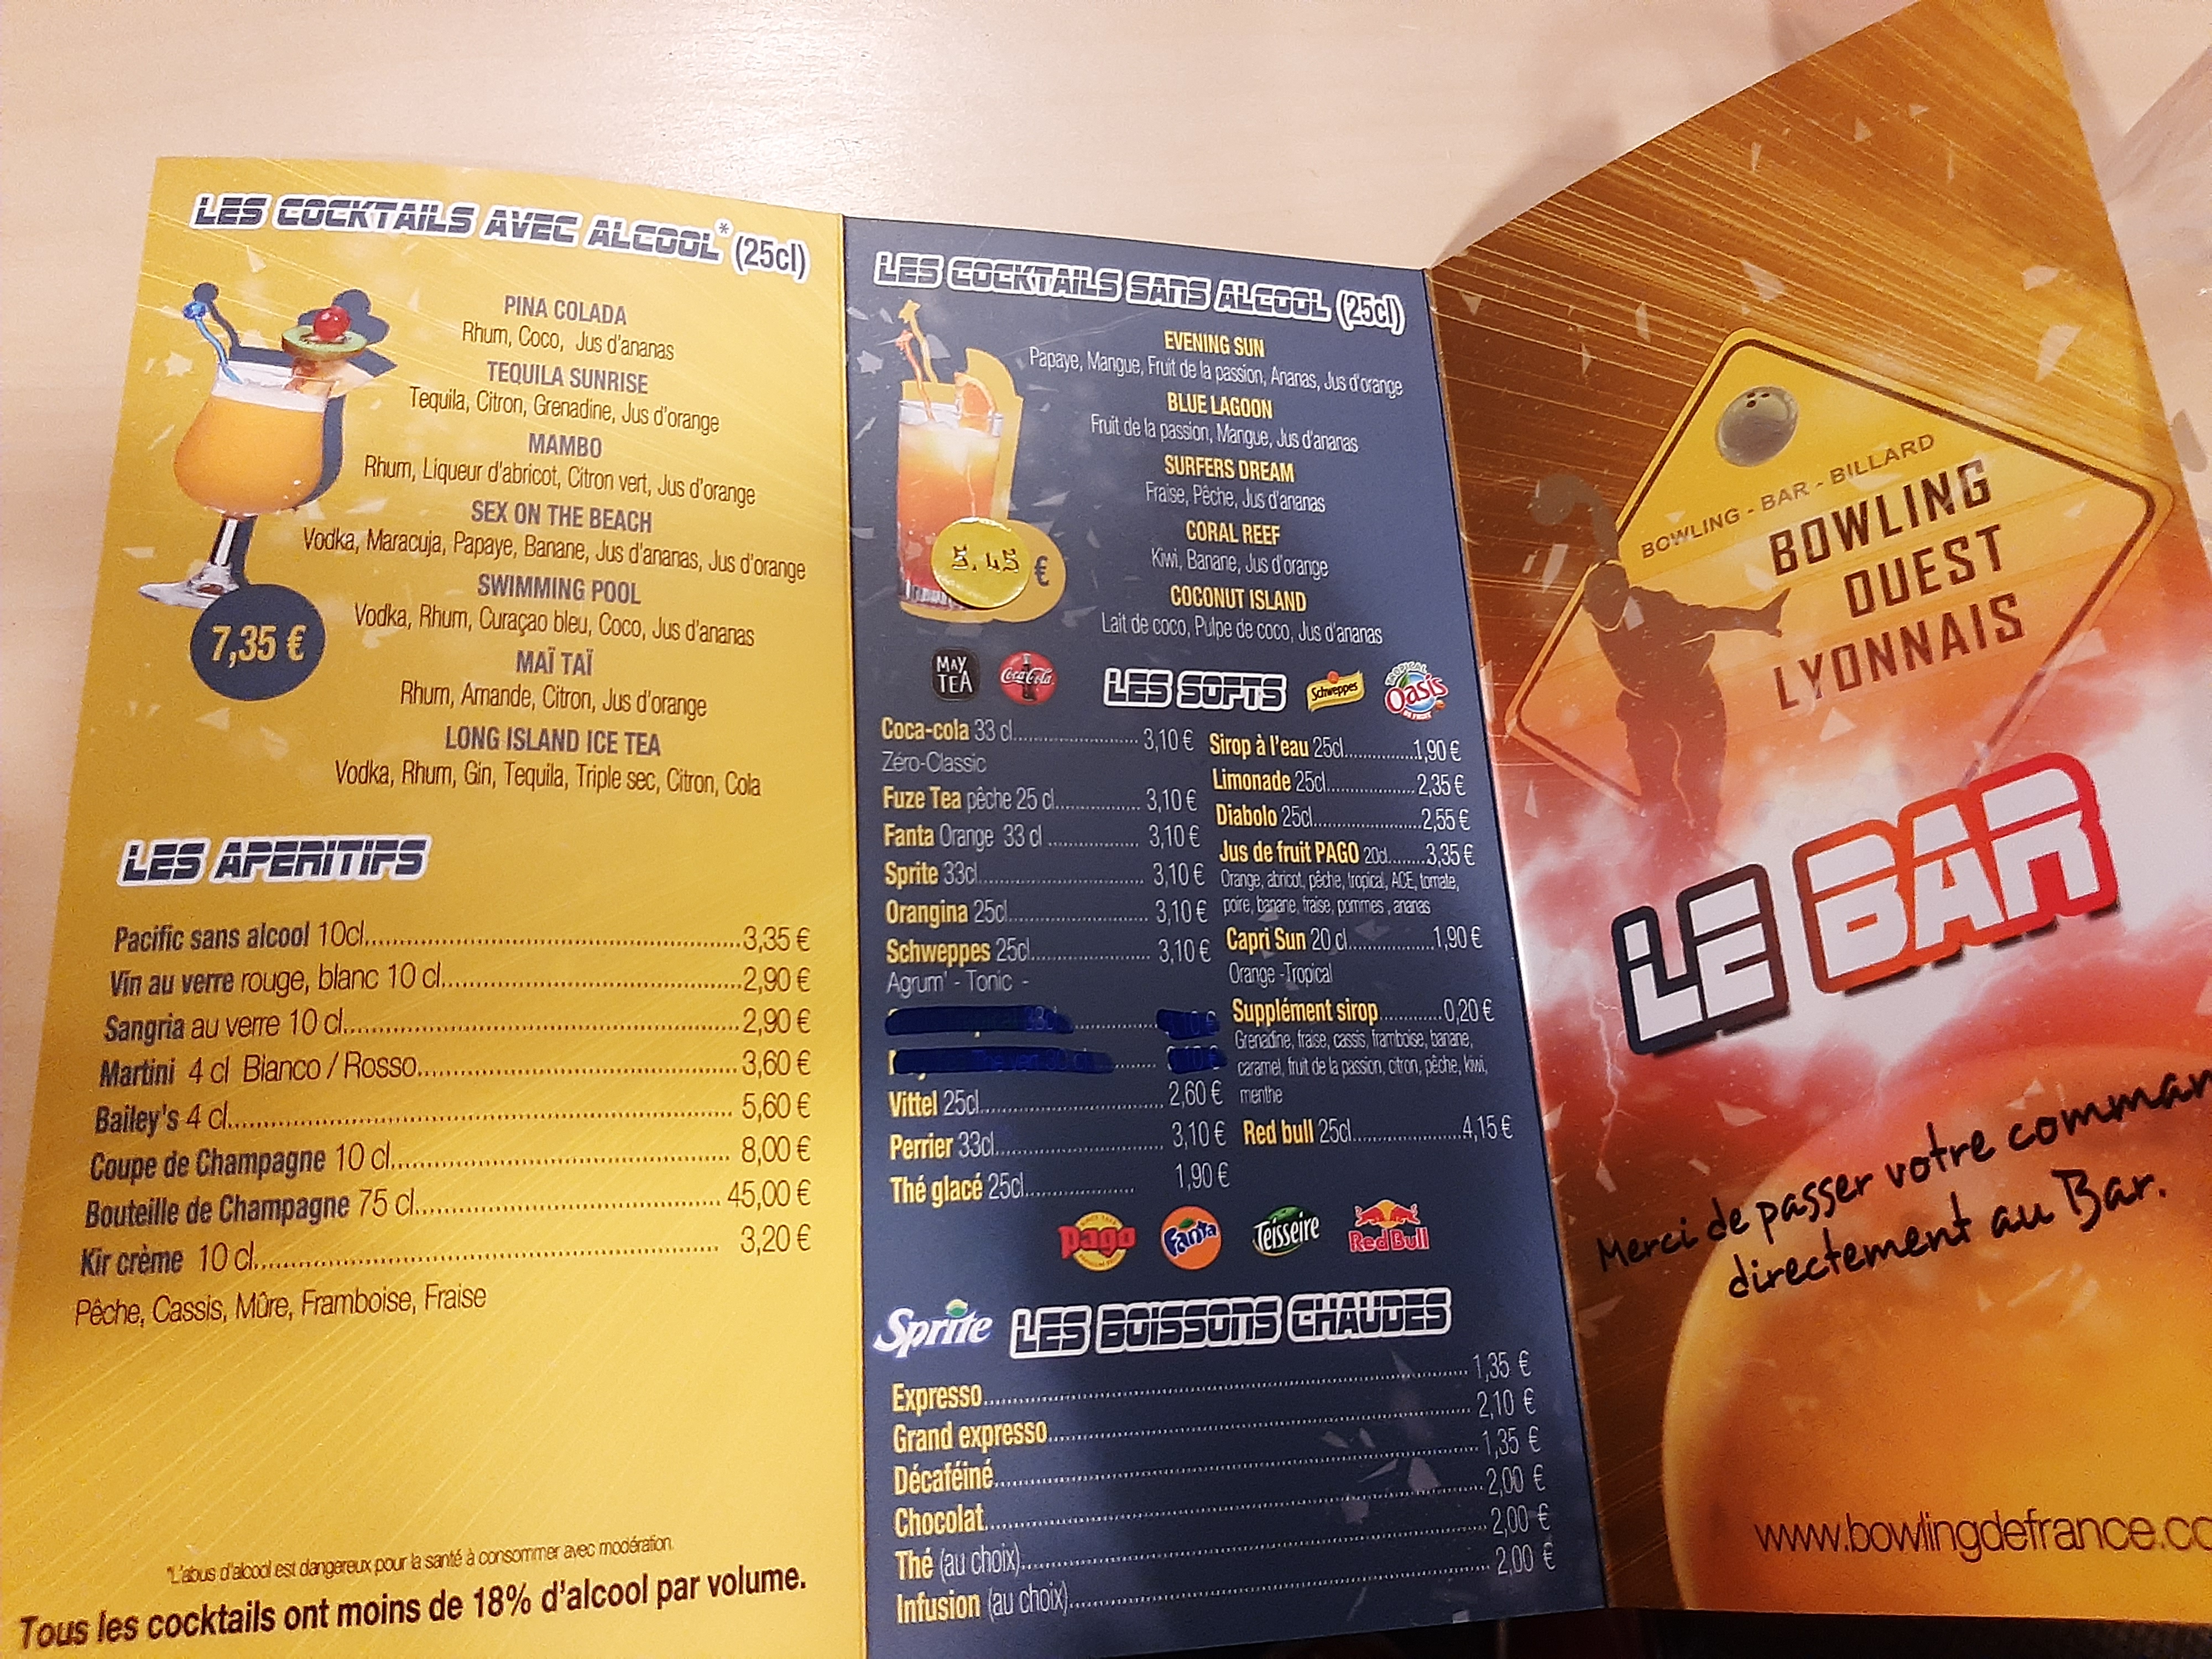 LES COCKTAILS AVEC ALCOOL* (25cl)
PINA COLADA
Rhum, Coco, Jus d'ananas
TEQUILA SUNRISE
Tequila, Citron, Grenadine, Jus d'orange
MAMBO
Rhum, Liqueur d'abricot, Citron vert, Jus d'orange
SEX ON THE BEACH
Vodka, Maracuja, Papaye, Banane, Jus d'ananas, Jus d'orange
SWIMMING POOL
Vodka, Rhum, Curaçao bleu, Coco, Jus d'ananas
7,35 €
MAÏ TAÏ
Rhum, Amande, Citron, Jus d'orange
LONG ISLAND ICE TEA
Vodka, Rhum, Gin, Tequila, Triple sec, Citron, Cola
LES APERITIFS
Pacific sans alcool 10cl 3,35 €
Vin au verre rouge, blanc 10 cl 2,90 €
Sangria au verre 10 cl 2,90 €
Martini 4 cl Bianco / Rosso 3,60 €
Bailey's 4 cl 5,60 €
Coupe de Champagne 10 cl 8,00 €
Bouteille de Champagne 75 cl 45,00 €
Kir crème 10 cl 3,20 €
Pêche, Cassis, Mûre, Framboise, Fraise
*L'abus d'alcool est dangereux pour la santé à consommer avec modération.
Tous les cocktails ont moins de 18% d'alcool par volume.
LES COCKTAILS SANS ALCOOL (25cl)
EVENING SUN
Papaye, Mangue, Fruit de la passion, Ananas, Jus d'orange
BLUE LAGOON
Fruit de la passion, Mangue, Jus d'ananas
SURFERS DREAM
Fraise, Pêche, Jus d'ananas
CORAL REEF
Kiwi, Banane, Jus d'orange
5.45 €
COCONUT ISLAND
Lait de coco, Pulpe de coco, Jus d'ananas
MAY TEA
Coca-Cola
LES SOFTS
Schweppes
TROPICAL Oasis
Coca-cola 33 cl 3,10 €
Zéro-Classic
Fuze Tea pêche 25 cl 3,10 €
Fanta Orange 33 cl 3,10 €
Sprite 33cl 3,10 €
Orangina 25cl 3,10 €
Schweppes 25cl 3,10 €
Agrum' - Tonic -
Vittel 25cl 2,60 €
Perrier 33cl 3,10 €
Thé glacé 25cl 1,90 €
Sirop à l'eau 25cl 1,90 €
Limonade 25cl 2,35 €
Diabolo 25cl 2,55 €
Jus de fruit PAGO 20cl 3,35 €
Orange, abricot, pêche, tropical, ACE, tomate,
poire, banane, fraise, pommes , ananas
Capri Sun 20 cl 1,90 €
Orange -Tropical
Supplément sirop 0,20 €
Grenadine, fraise, cassis, framboise, banane,
caramel, fruit de la passion, citron, pêche, kiwi,
menthe
Red bull 25cl 4,15 €
Pago
Fanta
Teisseire
Red Bull
Sprite
LES BOISSONS CHAUDES
Expresso 1,35 €
Grand expresso 2,10 €
Décaféiné 1,35 €
Chocolat 2,00 €
Thé (au choix) 2,00 €
Infusion (au choix) 2,00 €
BOWLING - BAR - BILLARD
BOWLING
OUEST
LYONNAIS
LE BAR
Merci de passer votre comman
directement au Bar.
www.bowlingdefrance.co